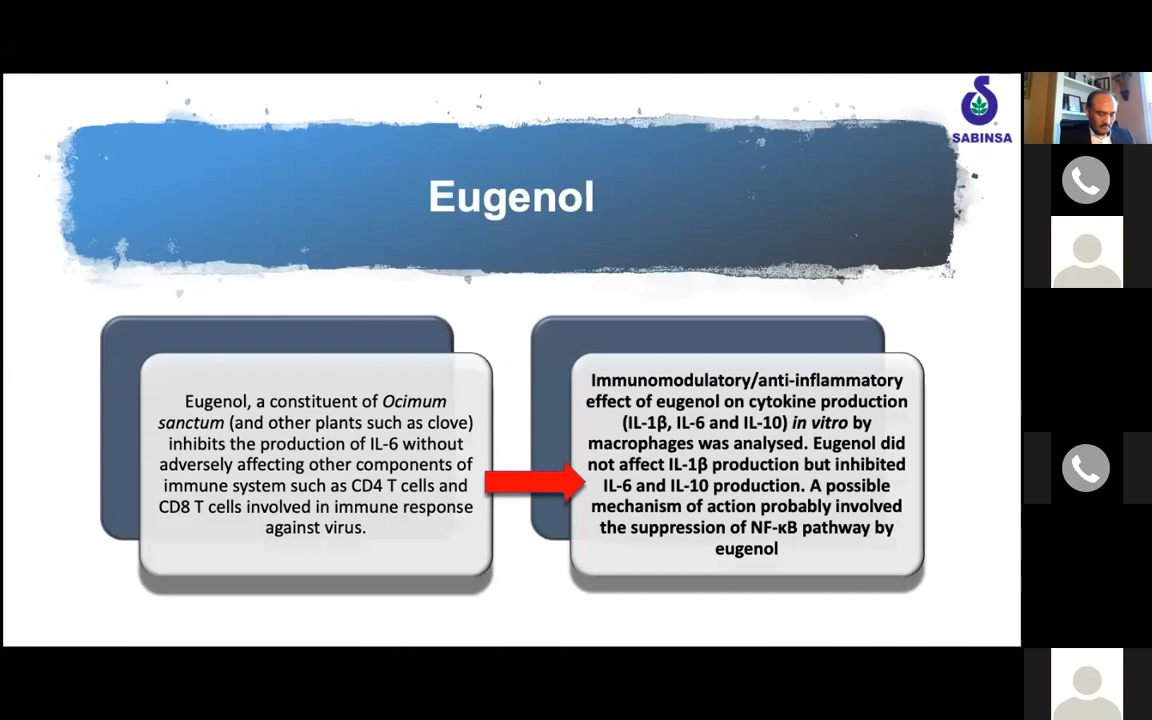 SABINSA
Eugenol
Eugenol, a constituent of Ocimum
sanctum (and other plants such as clove)
inhibits the production of IL-6 without
adversely affecting other components of
immune system such as CD4 T cells and
CD8 T cells involved in immune response
against virus.
Immunomodulatory/anti-inflammatory
effect of eugenol on cytokine production
(IL-1β, IL-6 and IL-10) in vitro by
macrophages was analysed. Eugenol did
not affect IL-1β production but inhibited
IL-6 and IL-10 production. A possible
mechanism of action probably involved
the suppression of NF-κB pathway by
eugenol